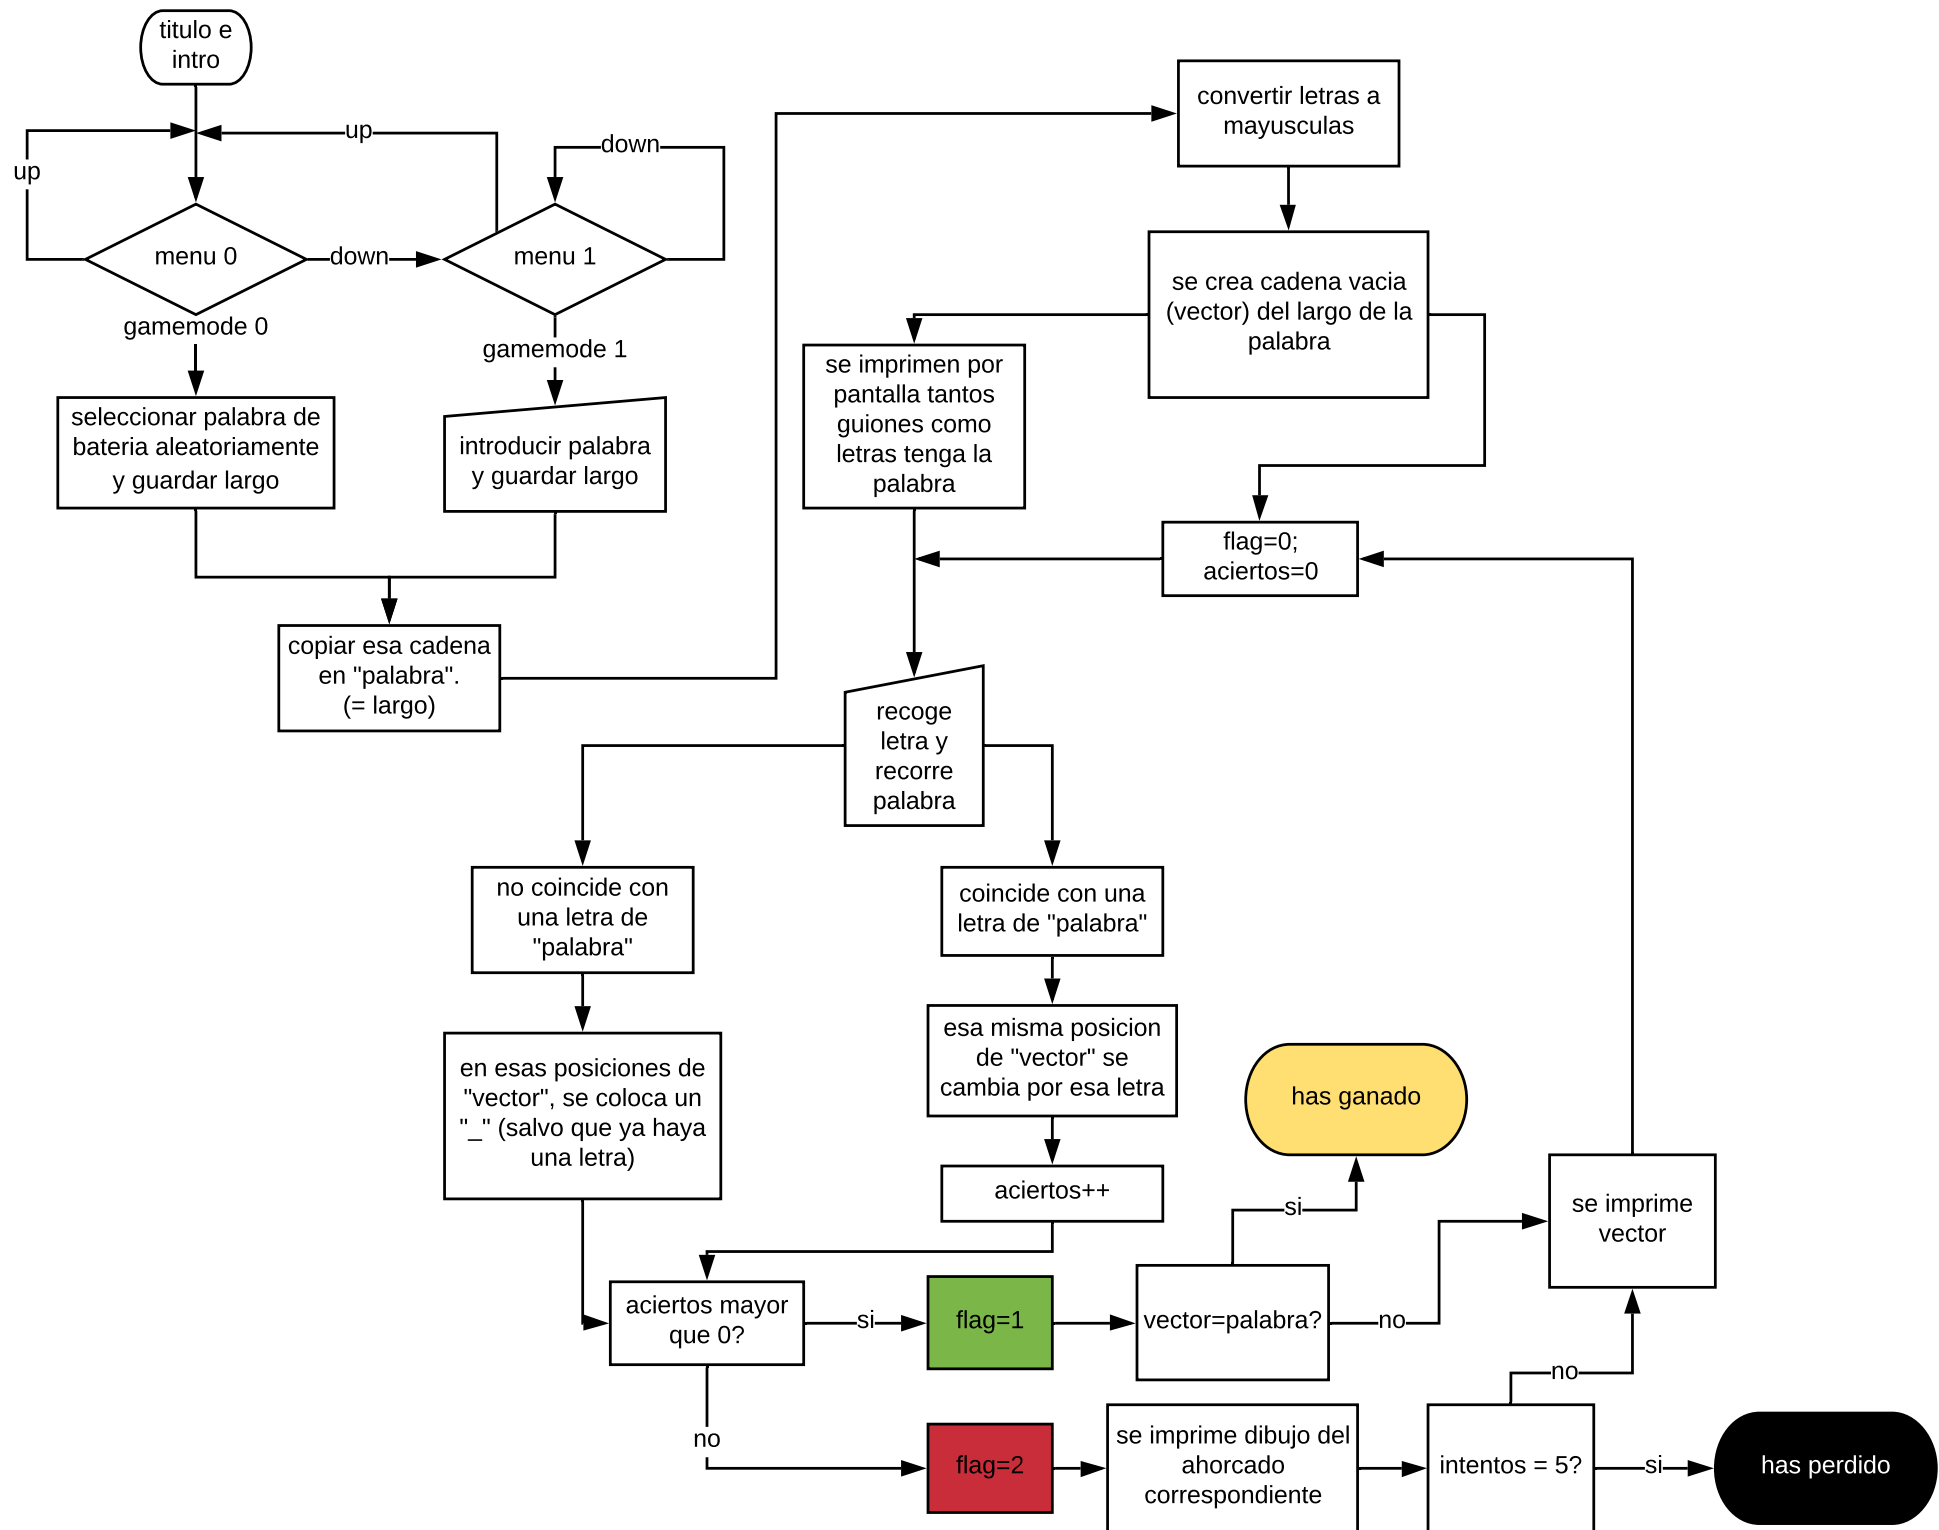 titulo e
intro
up
up
down
menu 0
down
menu 1
gamemode 0
gamemode 1
seleccionar palabra de
bateria aleatoriamente
y guardar largo
introducir palabra
y guardar largo
copiar esa cadena
en "palabra".
(= largo)
convertir letras a
mayusculas
se crea cadena vacia
(vector) del largo de la
palabra
se imprimen por
pantalla tantos
guiones como
letras tenga la
palabra
flag=0;
aciertos=0
recoge
letra y
recorre
palabra
no coincide con
una letra de
"palabra"
coincide con una
letra de "palabra"
en esas posiciones de
"vector", se coloca un
"_" (salvo que ya haya
una letra)
esa misma posicion
de "vector" se
cambia por esa letra
aciertos++
has ganado
si
se imprime
vector
aciertos mayor
que 0?
si
flag=1
vector=palabra?
no
no
no
flag=2
se imprime dibujo del
ahorcado
correspondiente
intentos = 5?
si
has perdido